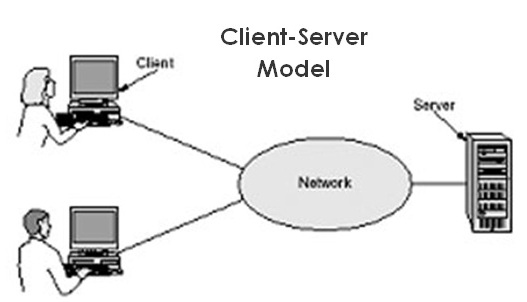 Client-Server
Model
Client
Server
Network